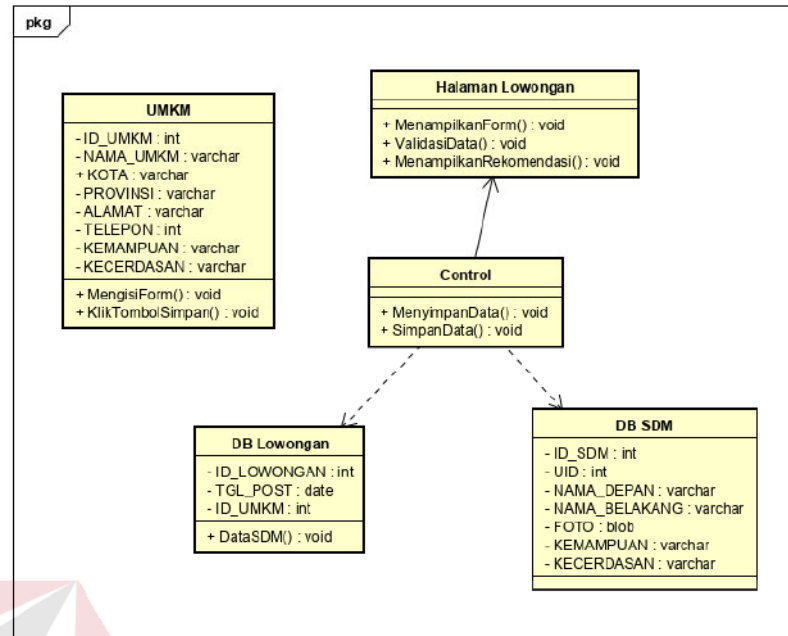 pkg
UMKM
- ID_UMKM : int
- NAMA_UMKM : varchar
+ KOTA : varchar
- PROVINSI : varchar
- ALAMAT : varchar
- TELEPON : int
- KEMAMPUAN : varchar
- KECERDASAN : varchar
+ MengisiForm() : void
+ KlikTombolSimpan() : void
Halaman Lowongan
+ MenampilkanForm() : void
+ ValidasiData() : void
+ MenampilkanRekomendasi() : void
Control
+ MenyimpanData() : void
+ SimpanData() : void
DB Lowongan
- ID_LOWONGAN : int
- TGL_POST : date
- ID_UMKM : int
+ DataSDM() : void
DB SDM
- ID_SDM : int
- UID : int
- NAMA_DEPAN : varchar
- NAMA_BELAKANG : varchar
- FOTO : blob
- KEMAMPUAN : varchar
- KECERDASAN : varchar